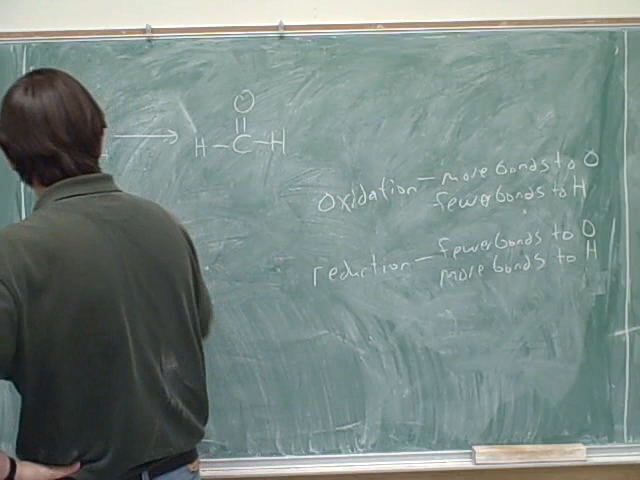 O
H - C - H
Oxidation - more bonds to O
fewer bonds to H
reduction - fewer bonds to O
more bonds to H